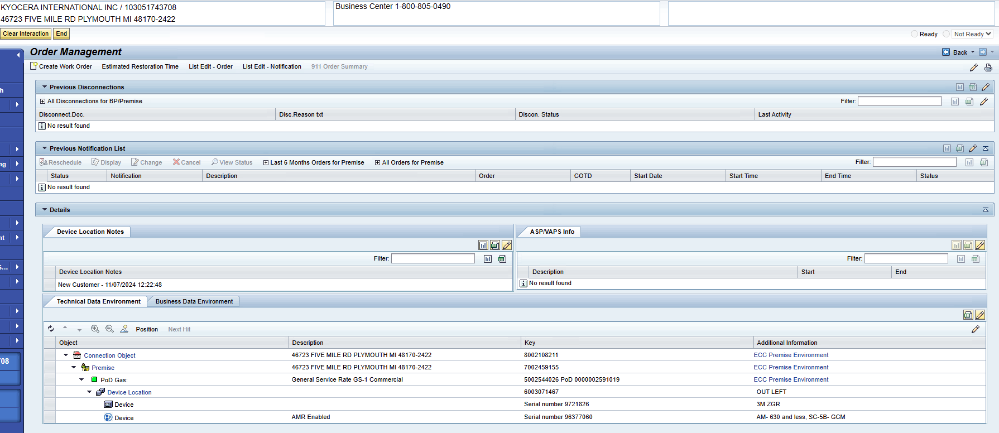 KYOCERA INTERNATIONAL INC / 103051743708
46723 FIVE MILE RD PLYMOUTH MI 48170-2422
Business Center 1-800-805-0490
Clear Interaction End
Ready Not Ready
Order Management
Back
Create Work Order Estimated Restoration Time List Edit - Order List Edit - Notification 911 Order Summary
Previous Disconnections
All Disconnections for BP/Premise Filter:
Disconnect.Doc. Disc.Reason txt Discon. Status Last Activity
No result found
Previous Notification List
Reschedule Display Change Cancel View Status Last 6 Months Orders for Premise All Orders for Premise Filter:
Status Notification Description Order COTD Start Date Start Time End Time Status
No result found
Details
Device Location Notes
Filter:
Device Location Notes
New Customer - 11/07/2024 12:22:48
ASP/VAPS Info
Filter:
Description Start End
No result found
Technical Data Environment Business Data Environment
Position Next Hit
Object Description Key Additional Information
Connection Object 46723 FIVE MILE RD PLYMOUTH MI 48170-2422 8002108211 ECC Premise Environment
Premise 46723 FIVE MILE RD PLYMOUTH MI 48170-2422 7002459155 ECC Premise Environment
PoD Gas: General Service Rate GS-1 Commercial 5002544026 PoD 0000002591019 ECC Premise Environment
Device Location 6003071467 OUT LEFT
Device Serial number 9721826 3M ZGR
Device AMR Enabled Serial number 96377060 AM- 630 and less, SC-5B- GCM
h
ng
nt
S...
708